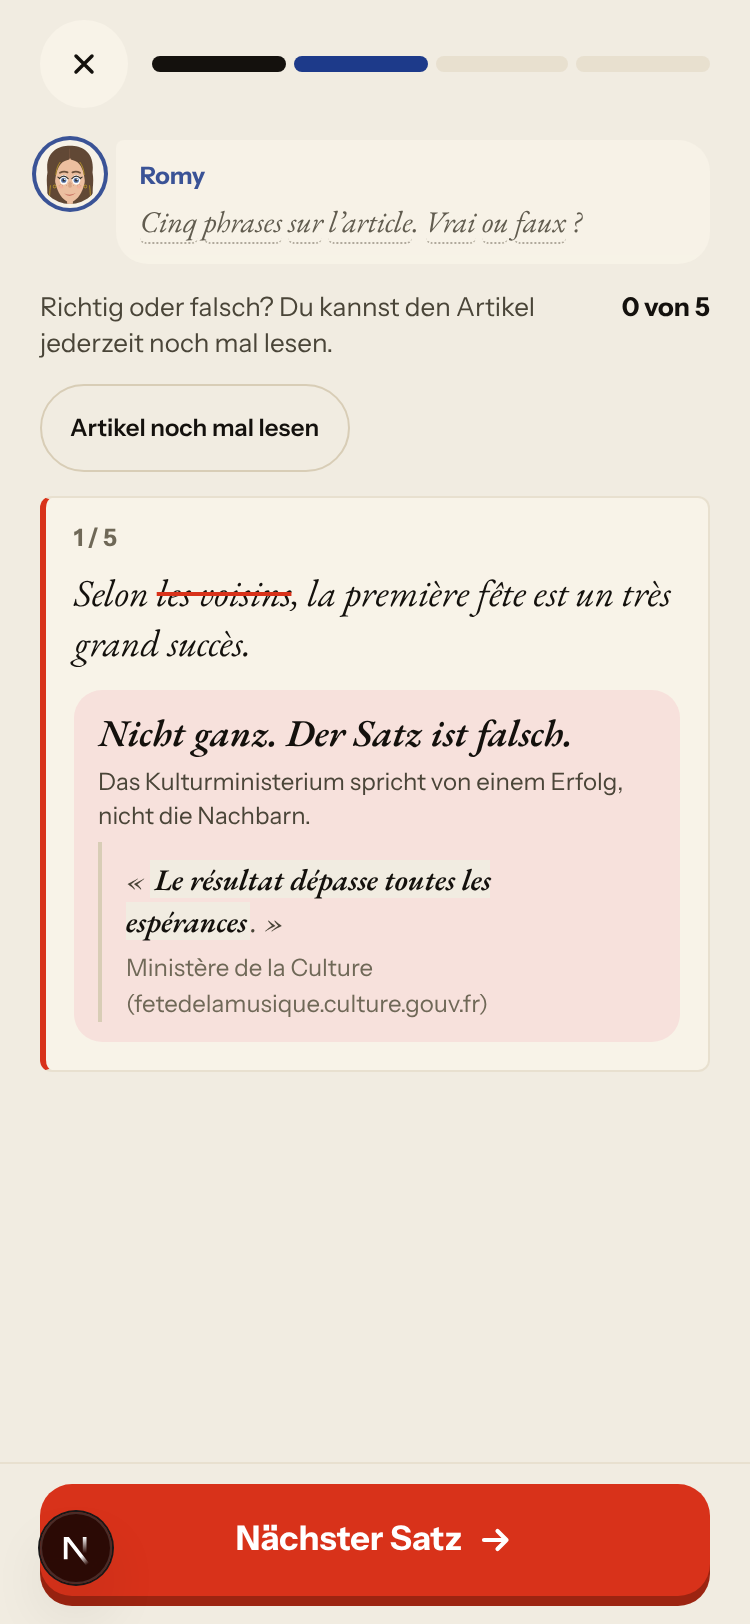 Romy
Cinq phrases sur l’article. Vrai ou faux ?
Richtig oder falsch? Du kannst den Artikel
jederzeit noch mal lesen.
0 von 5
Artikel noch mal lesen
1 / 5
Selon les voisins, la première fête est un très
grand succès.
Nicht ganz. Der Satz ist falsch.
Das Kulturministerium spricht von einem Erfolg,
nicht die Nachbarn.
« Le résultat dépasse toutes les
espérances. »
Ministère de la Culture
(fetedelamusique.culture.gouv.fr)
Nächster Satz →
N